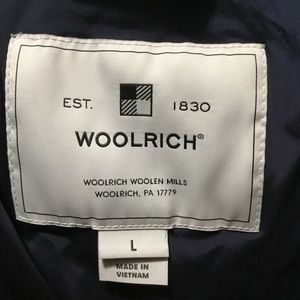 EST. 1830
WOOLRICH®
WOOLRICH WOOLEN MILLS
WOOLRICH, PA 17779
L
MADE IN
VIETNAM